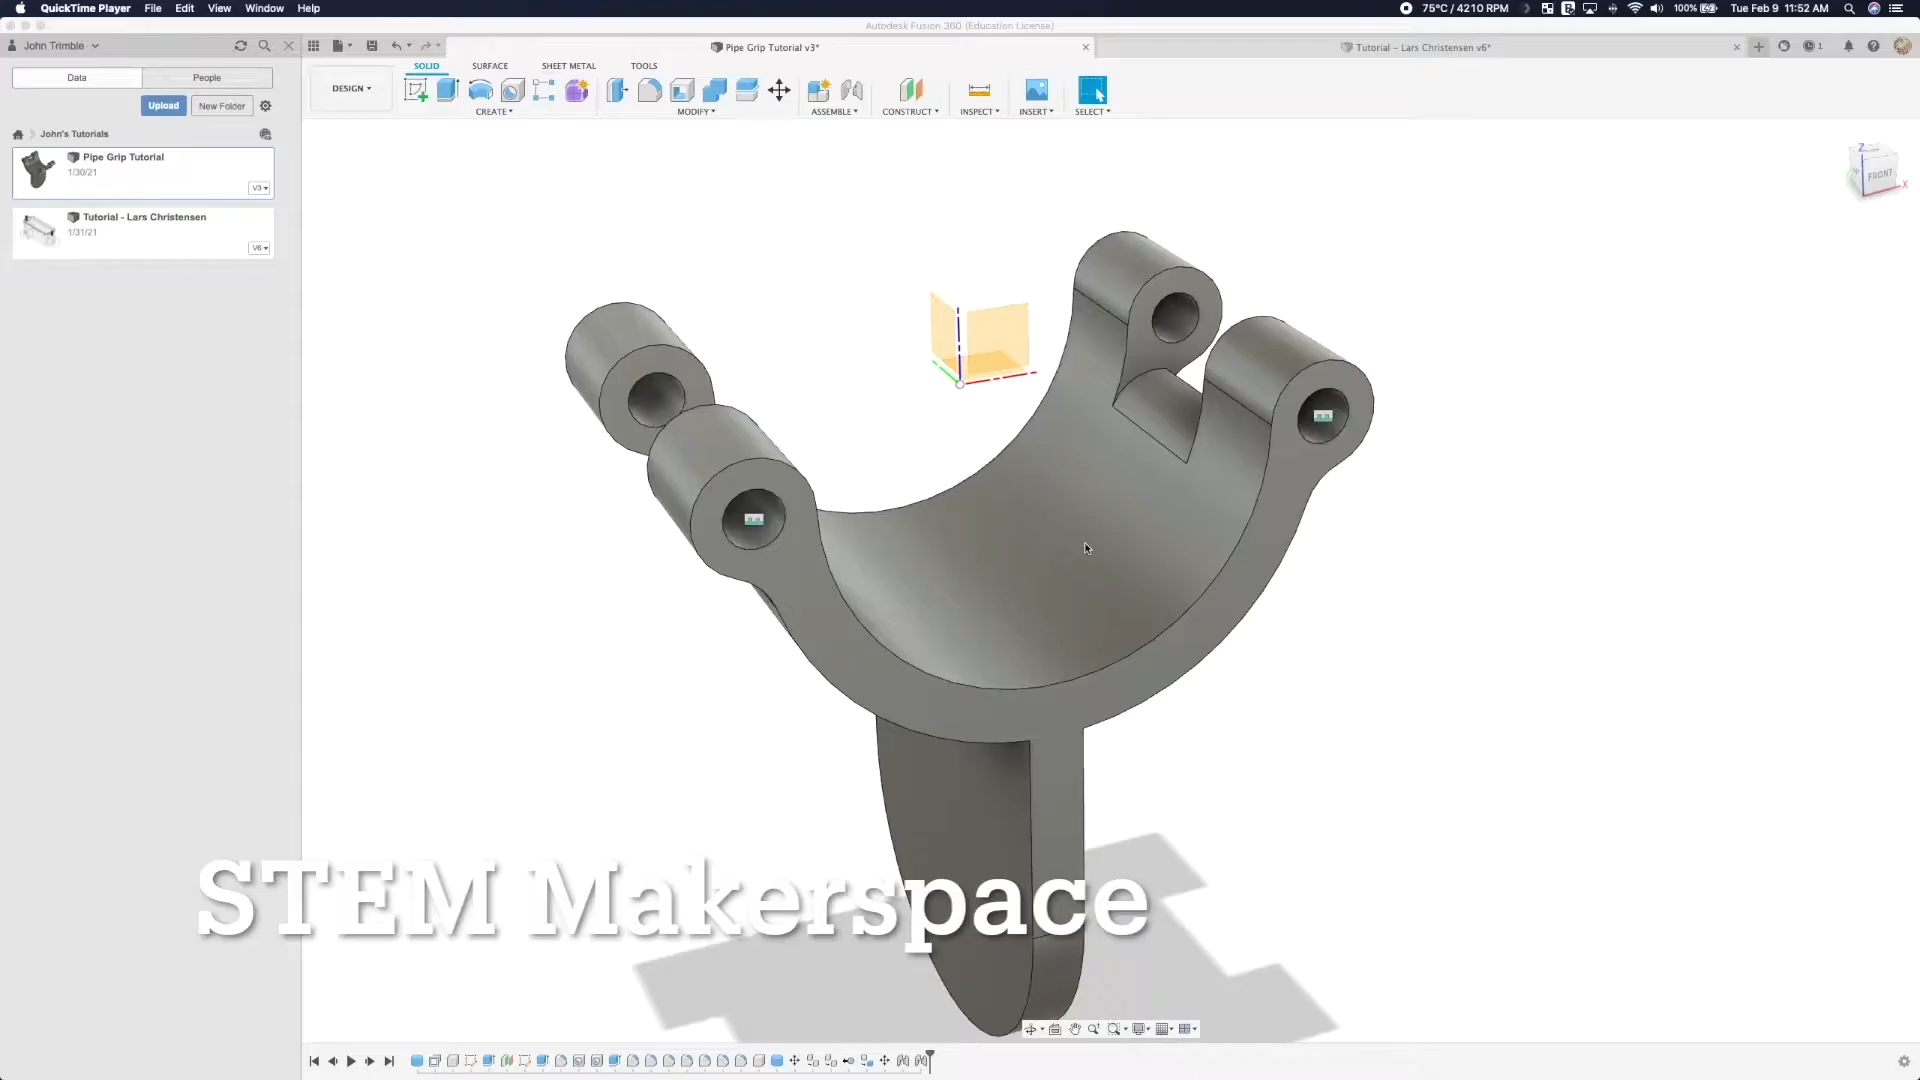 QuickTime Player File Edit View Window Help
75°C / 4210 RPM 100% Tue Feb 9 11:52 AM
Autodesk Fusion 360 (Education License)
John Trimble
Pipe Grip Tutorial v3*
Tutorial - Lars Christensen v6*
1
Data People
Upload New Folder
John's Tutorials
Pipe Grip Tutorial
1/30/21
V3
Tutorial - Lars Christensen
1/31/21
V6
SOLID SURFACE SHEET METAL TOOLS
DESIGN
CREATE MODIFY ASSEMBLE CONSTRUCT INSPECT INSERT SELECT
Z
FRONT
X
STEM Makerspace